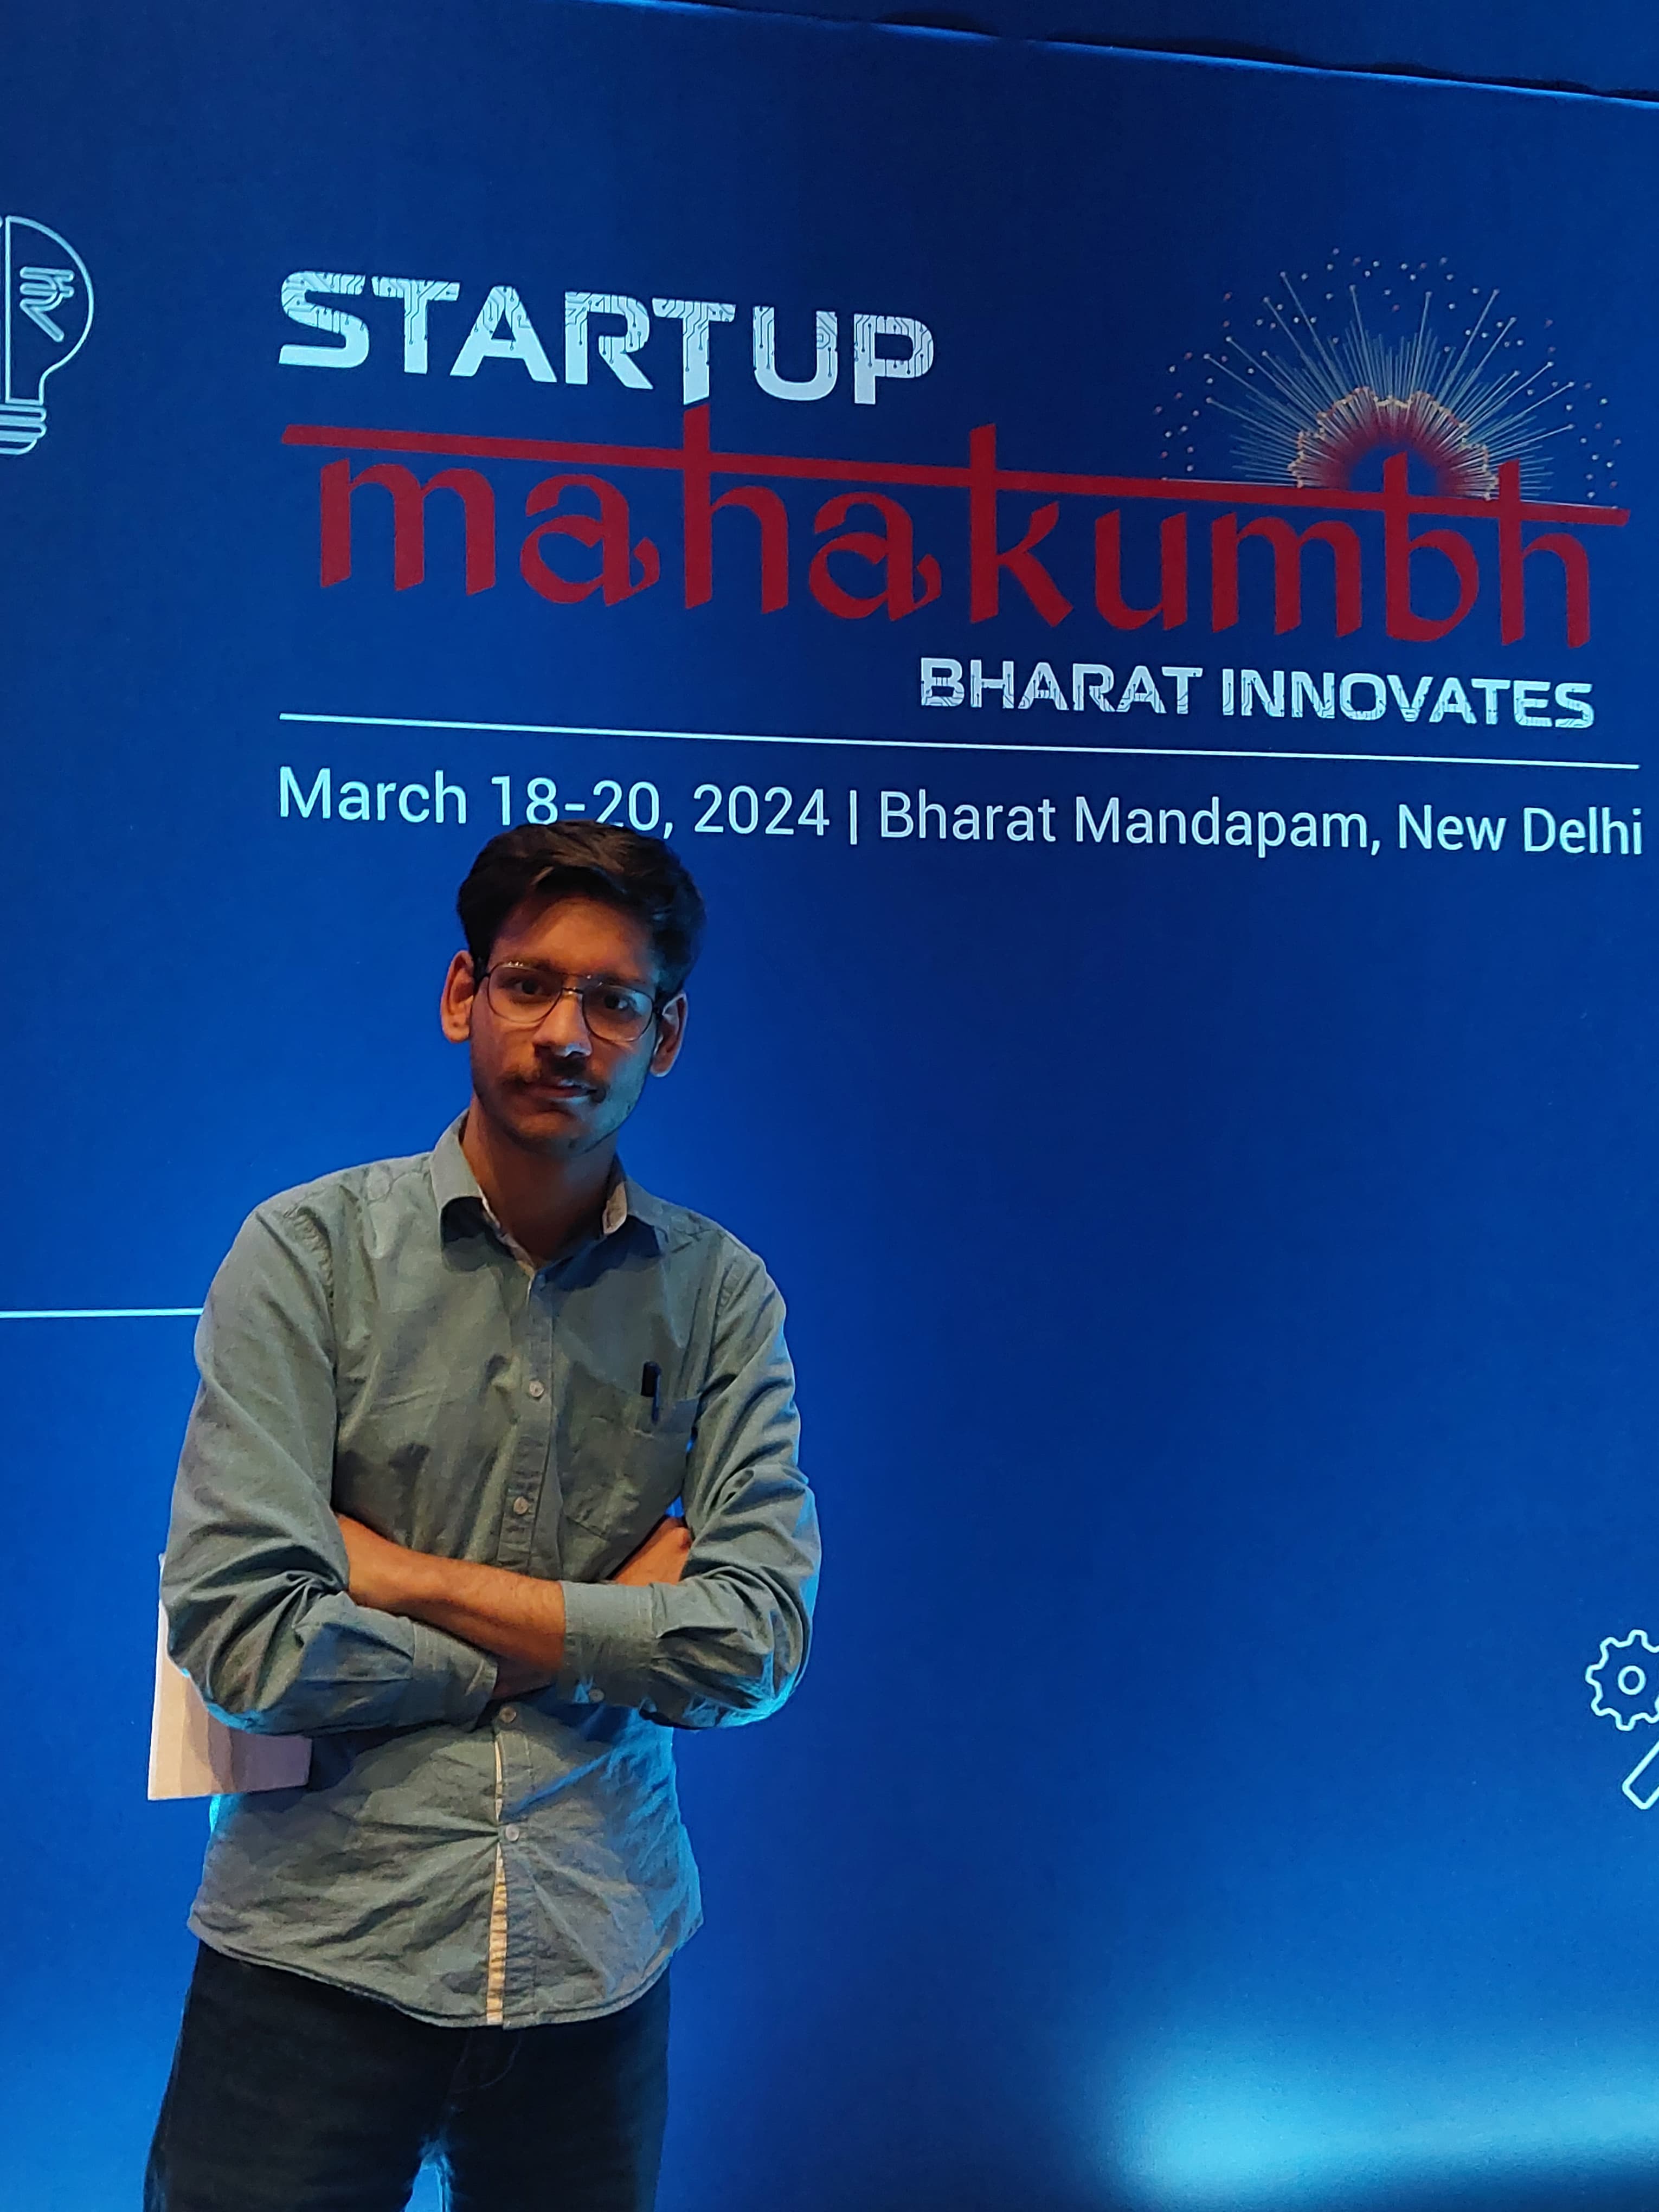 ₹
STARTUP
mahakumbh
BHARAT INNOVATES
March 18-20, 2024 | Bharat Mandapam, New Delhi